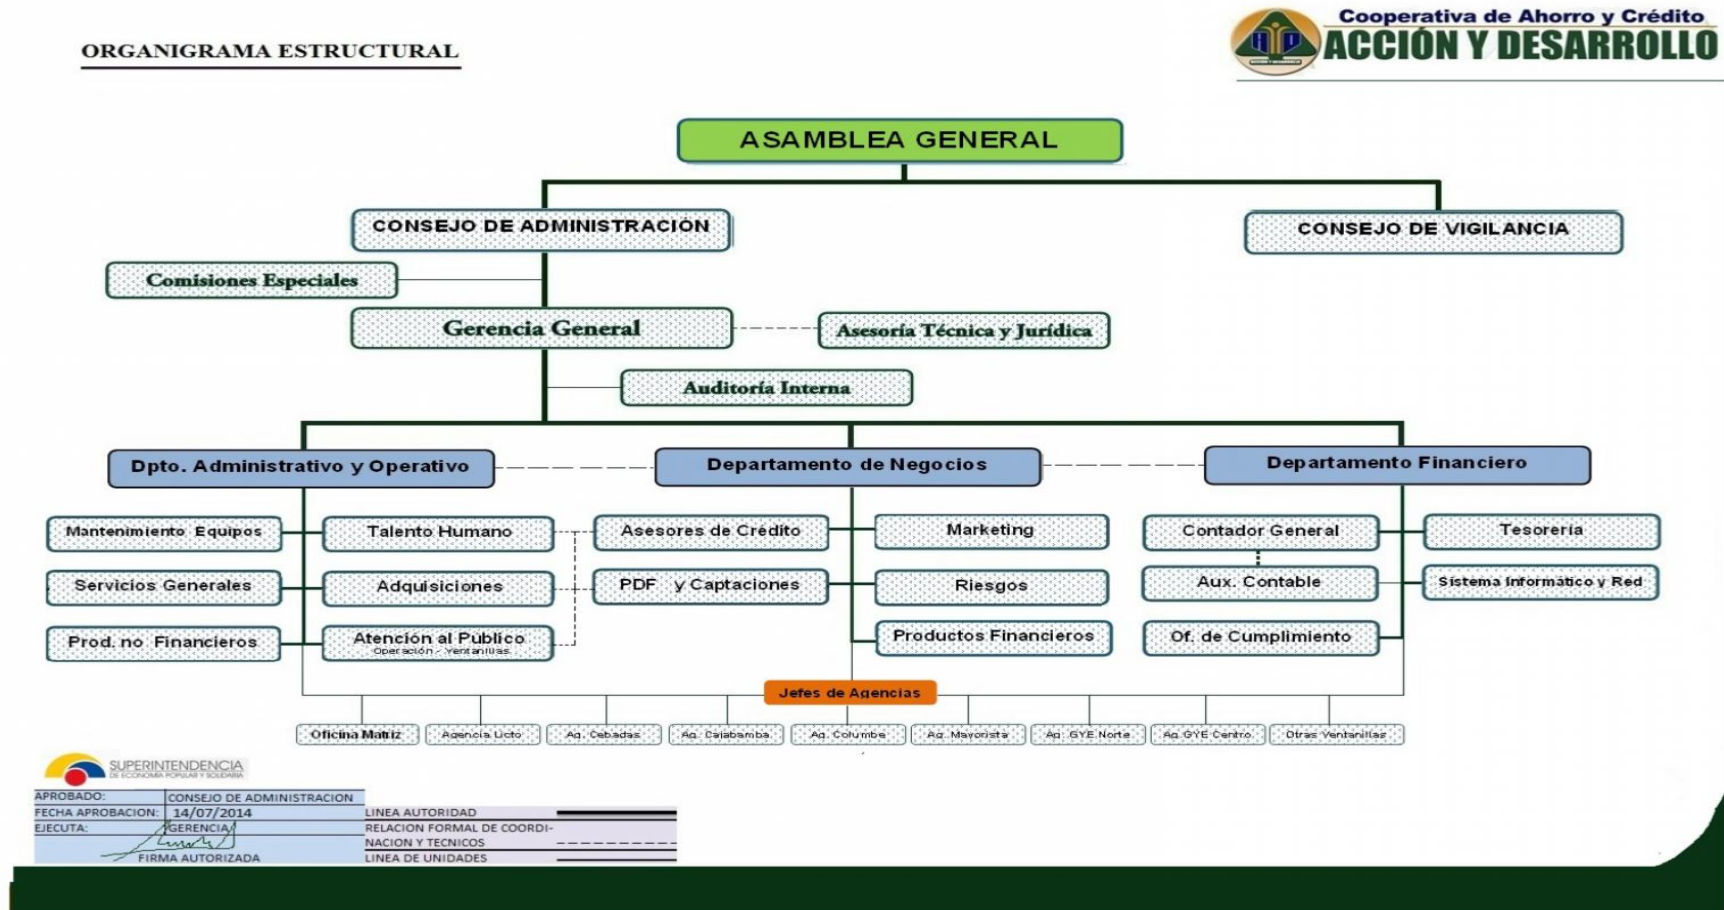 ORGANIGRAMA ESTRUCTURAL
Cooperativa de Ahorro y Crédito
ACCIÓN Y DESARROLLO
ASAMBLEA GENERAL
CONSEJO DE ADMINISTRACIÓN
CONSEJO DE VIGILANCIA
Comisiones Especiales
Gerencia General
Asesoría Técnica y Jurídica
Auditoría Interna
Dpto. Administrativo y Operativo
Departamento de Negocios
Departamento Financiero
Mantenimiento Equipos
Talento Humano
Asesores de Crédito
Marketing
Contador General
Tesorería
Servicios Generales
Adquisiciones
PDF y Captaciones
Riesgos
Aux. Contable
Sistema Informático y Red
Prod. no Financieros
Atención al Público
Operación - Ventanillas
Productos Financieros
Of. de Cumplimiento
Jefes de Agencias
Oficina Matriz
Agencia Licto
Ag. Cebadas
Ag. Cajabamba
Ag. Columbe
Ag. Mayorista
Ag. GYE Norte
Ag. GYE Centro
Otras Ventanillas
SUPERINTENDENCIA
DE ECONOMÍA POPULAR Y SOLIDARIA
APROBADO: CONSEJO DE ADMINISTRACION
FECHA APROBACION: 14/07/2014
EJECUTA: GERENCIA
FIRMA AUTORIZADA
LINEA AUTORIDAD
RELACION FORMAL DE COORDI-
NACION Y TECNICOS
LINEA DE UNIDADES